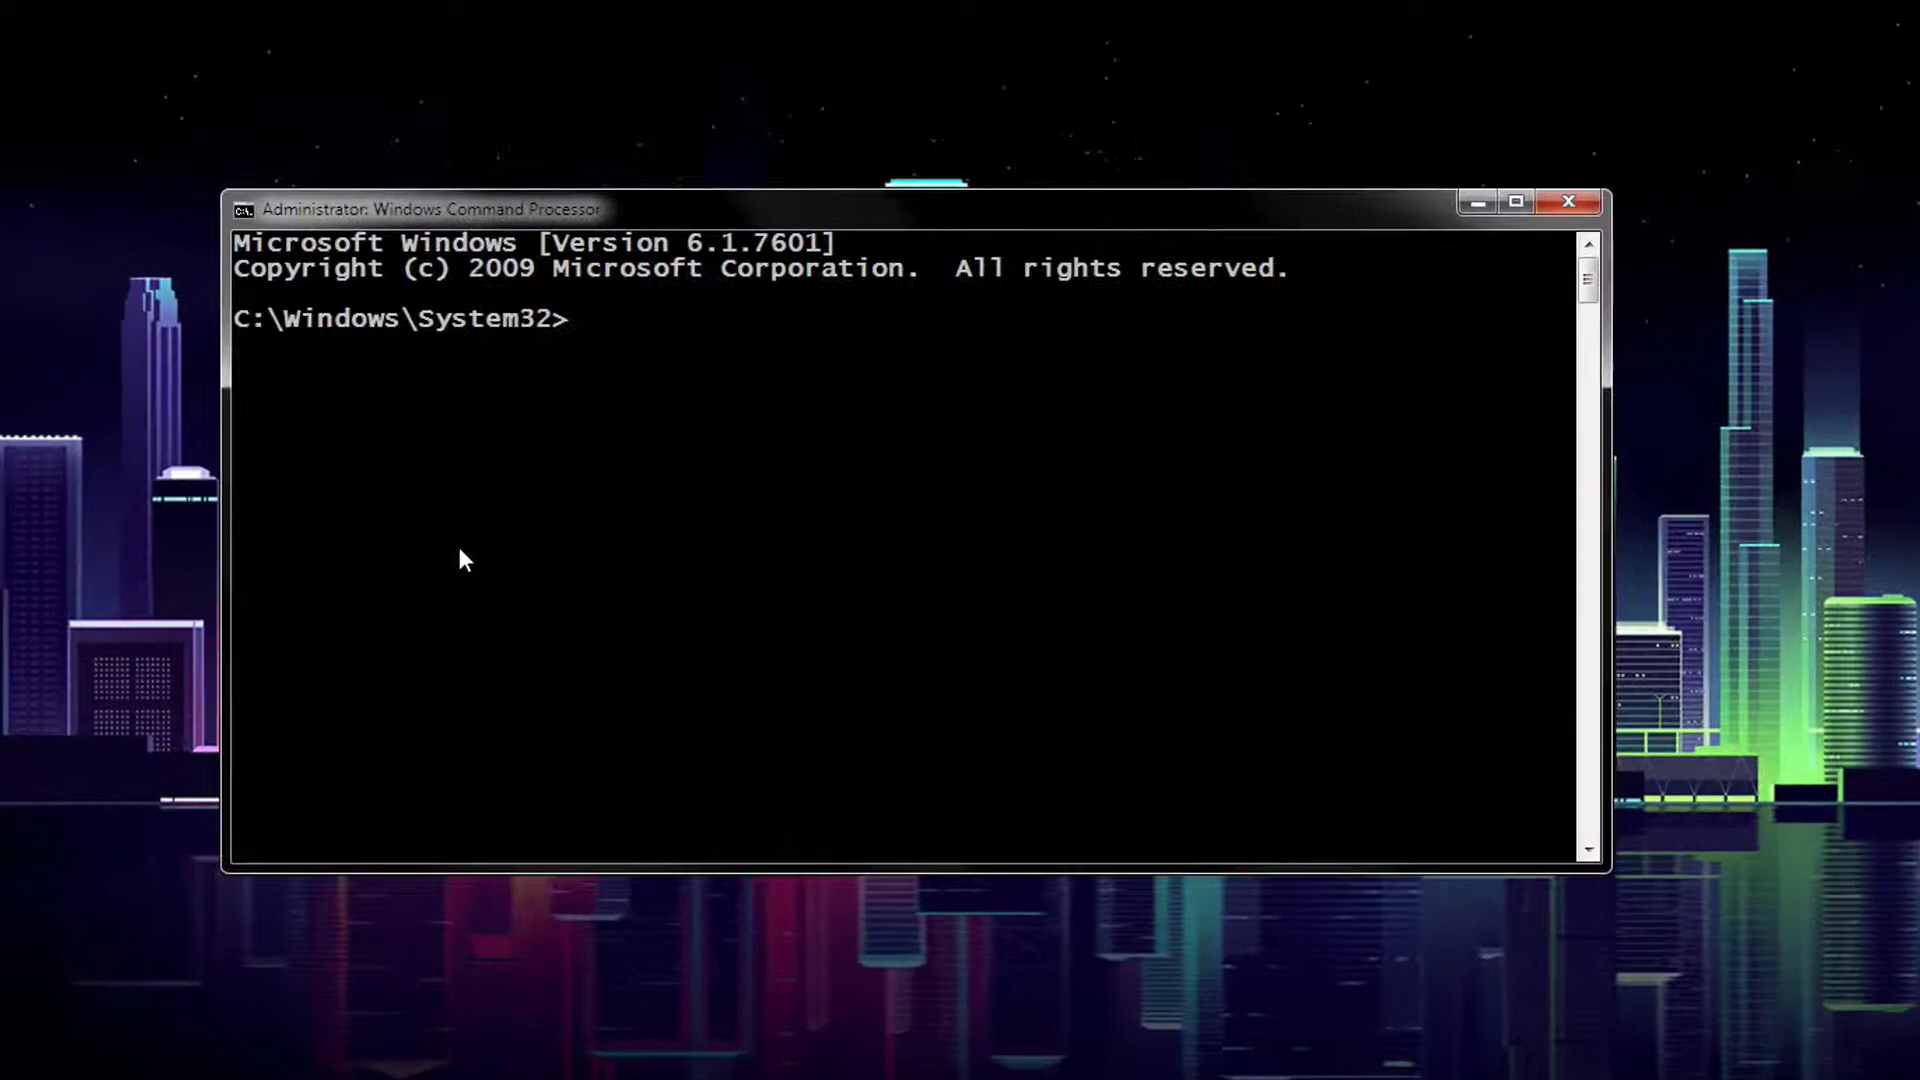 Administrator: Windows Command Processor
Microsoft Windows [Version 6.1.7601]
Copyright (c) 2009 Microsoft Corporation.  All rights reserved.
C:\Windows\System32>